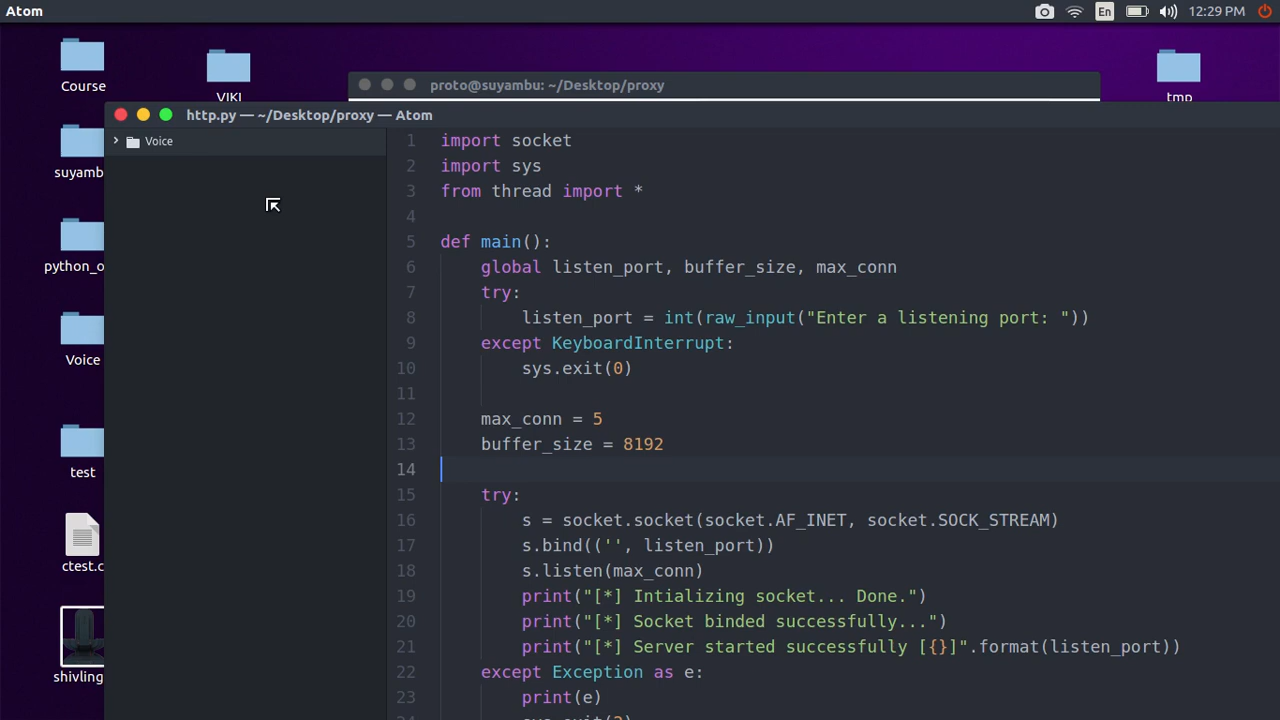 Atom
En
12:29 PM
Course
VIKI
tmp
proto@suyambu: ~/Desktop/proxy
http.py — ~/Desktop/proxy — Atom
Voice
suyamb
python_o
Voice
test
ctest.c
shivling
1 import socket
2 import sys
3 from thread import *
4
5 def main():
6 global listen_port, buffer_size, max_conn
7 try:
8 listen_port = int(raw_input("Enter a listening port: "))
9 except KeyboardInterrupt:
10 sys.exit(0)
11
12 max_conn = 5
13 buffer_size = 8192
14
15 try:
16 s = socket.socket(socket.AF_INET, socket.SOCK_STREAM)
17 s.bind(('', listen_port))
18 s.listen(max_conn)
19 print("[*] Intializing socket... Done.")
20 print("[*] Socket binded successfully...")
21 print("[*] Server started successfully [{}]".format(listen_port))
22 except Exception as e:
23 print(e)
24 sys.exit(2)